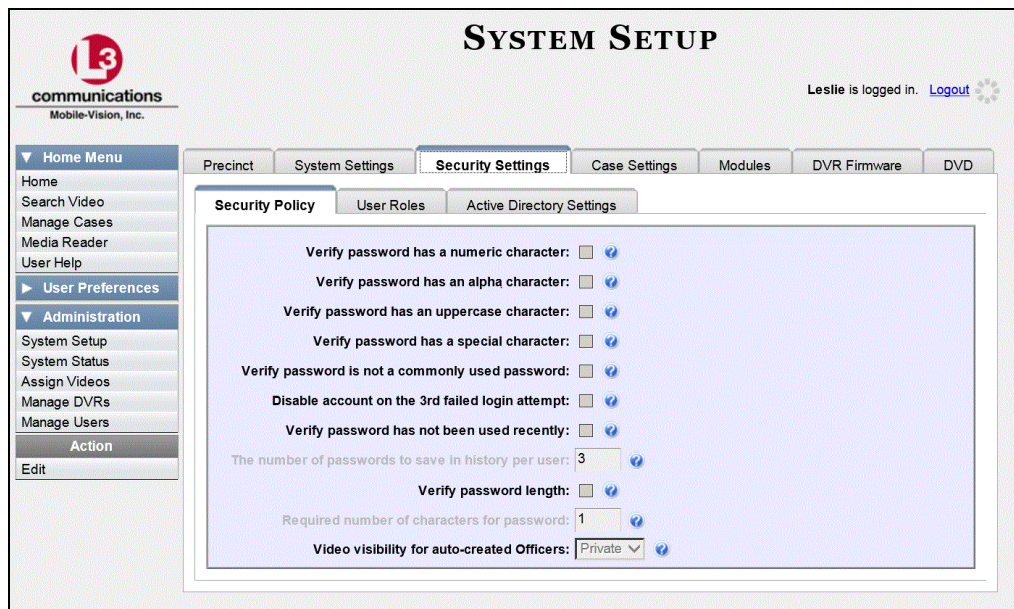 SYSTEM SETUP
L3
communications
Mobile-Vision, Inc.
Leslie is logged in. Logout
Home Menu
Home
Search Video
Manage Cases
Media Reader
User Help
User Preferences
Administration
System Setup
System Status
Assign Videos
Manage DVRs
Manage Users
Action
Edit
Precinct System Settings Security Settings Case Settings Modules DVR Firmware DVD
Security Policy User Roles Active Directory Settings
Verify password has a numeric character: ?
Verify password has an alpha character: ?
Verify password has an uppercase character: ?
Verify password has a special character: ?
Verify password is not a commonly used password: ?
Disable account on the 3rd failed login attempt: ?
Verify password has not been used recently: ?
The number of passwords to save in history per user: 3 ?
Verify password length: ?
Required number of characters for password: 1 ?
Video visibility for auto-created Officers: Private ?